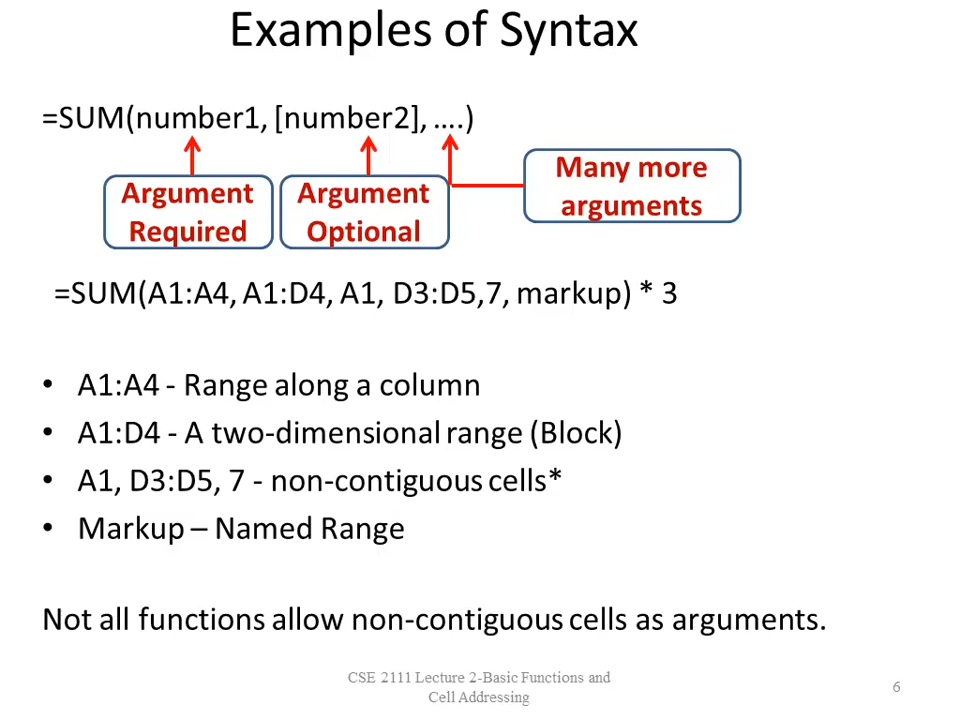 Examples of Syntax
=SUM(number1, [number2], ....)
Argument
Required
Argument
Optional
Many more
arguments
=SUM(A1:A4, A1:D4, A1, D3:D5,7, markup) * 3
• A1:A4 - Range along a column
• A1:D4 - A two-dimensional range (Block)
• A1, D3:D5, 7 - non-contiguous cells*
• Markup – Named Range
Not all functions allow non-contiguous cells as arguments.
CSE 2111 Lecture 2-Basic Functions and
Cell Addressing
6